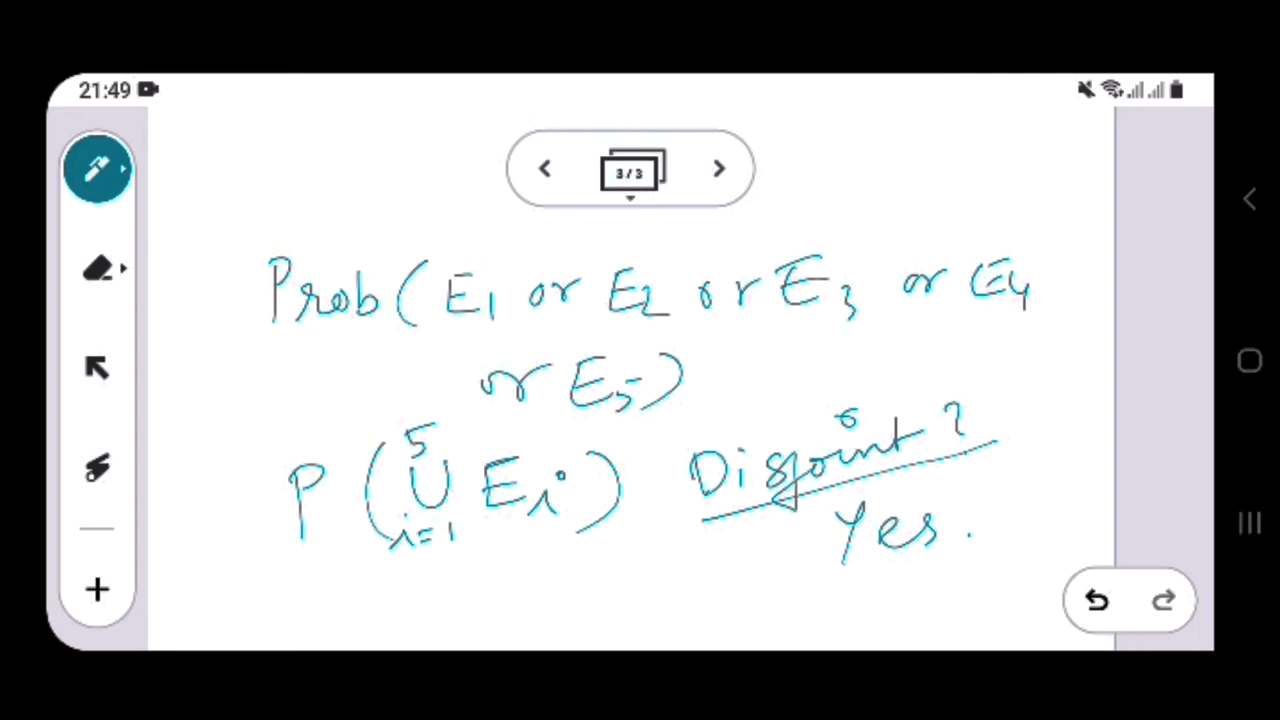 21:49
3/3
Prob(E1 or E2 or E3 or E4
or E5)
P(⋃_{i=1}^{5} Ei) Disjoint?
Yes.